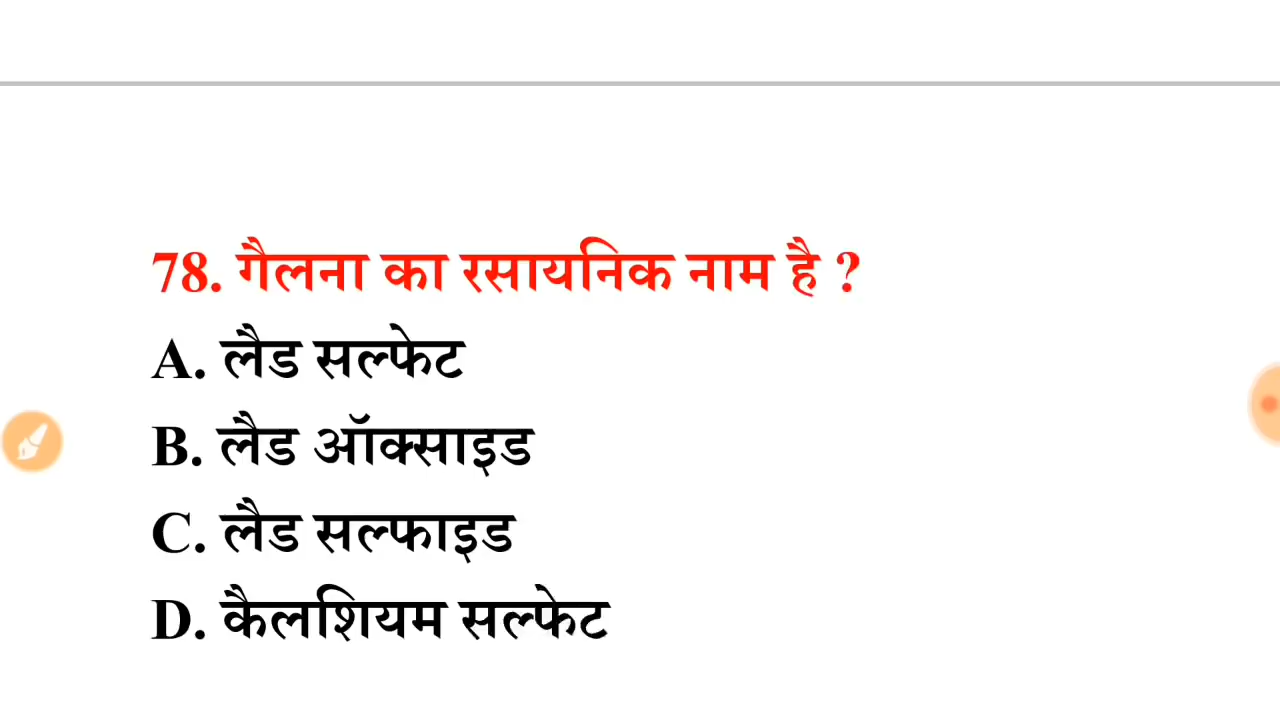 78. गैलना का रसायनिक नाम है ?
A. लैड सल्फेट
B. लैड ऑक्साइड
C. लैड सल्फाइड
D. कैलशियम सल्फेट